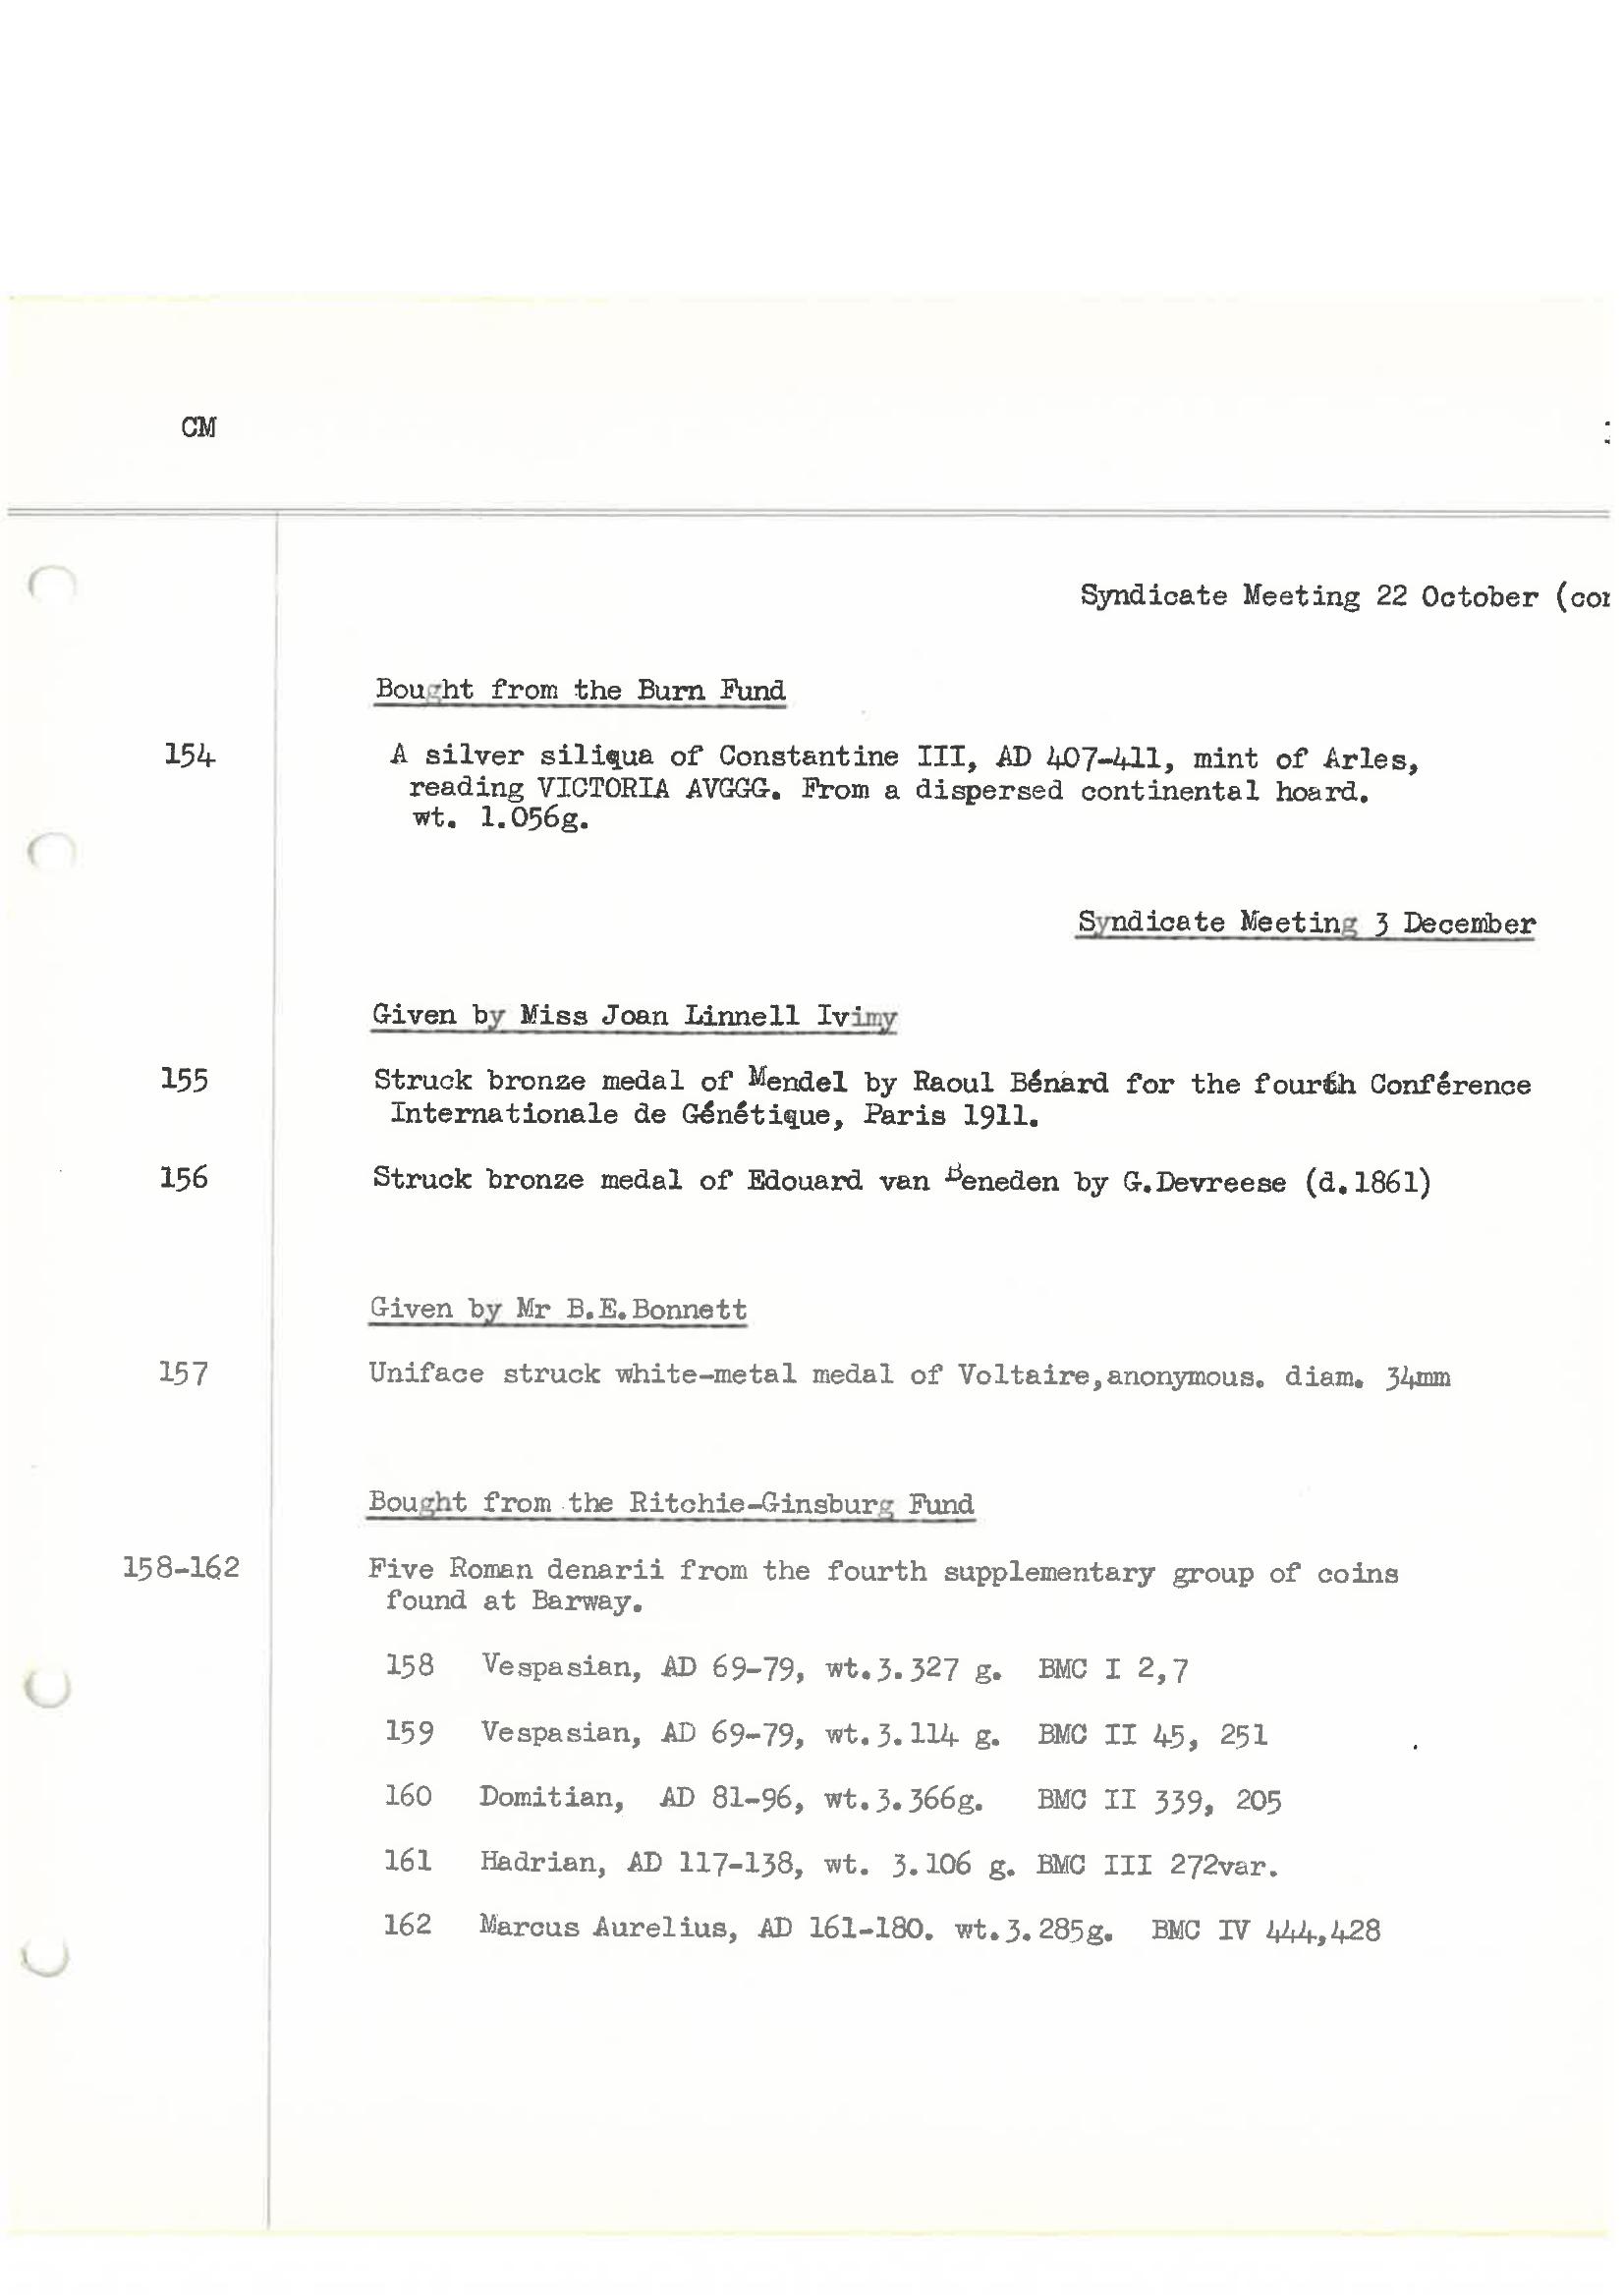 CM
Syndicate Meeting 22 October
Bought from the Burn Fund
154 A silver siliqua of Constantine III, AD 407-411, mint of Arles,
reading VICTORIA AVGGG. From a dispersed continental hoard.
wt. 1.056g.
Syndicate Meeting 3 December
Given by Miss Joan Linnell Ivimy
155 Struck bronze medal of Mendel by Raoul Bénard for the fourth Conférence
Internationale de Génétique, Paris 1911.
156 Struck bronze medal of Edouard van Beneden by G.Devreese (d.1861)
Given by Mr B.E.Bonnett
157 Uniface struck white-metal medal of Voltaire,anonymous. diam. 34mm
Bought from the Ritchie-Ginsburg Fund
158-162 Five Roman denarii from the fourth supplementary group of coins
found at Barway.
158 Vespasian, AD 69-79, wt.3.327 g. BMC I 2,7
159 Vespasian, AD 69-79, wt.3.114 g. BMC II 45, 251
160 Domitian, AD 81-96, wt.3.366g. BMC II 339, 205
161 Hadrian, AD 117-138, wt. 3.106 g. BMC III 272var.
162 Marcus Aurelius, AD 161-180. wt.3.285g. BMC IV 444,428